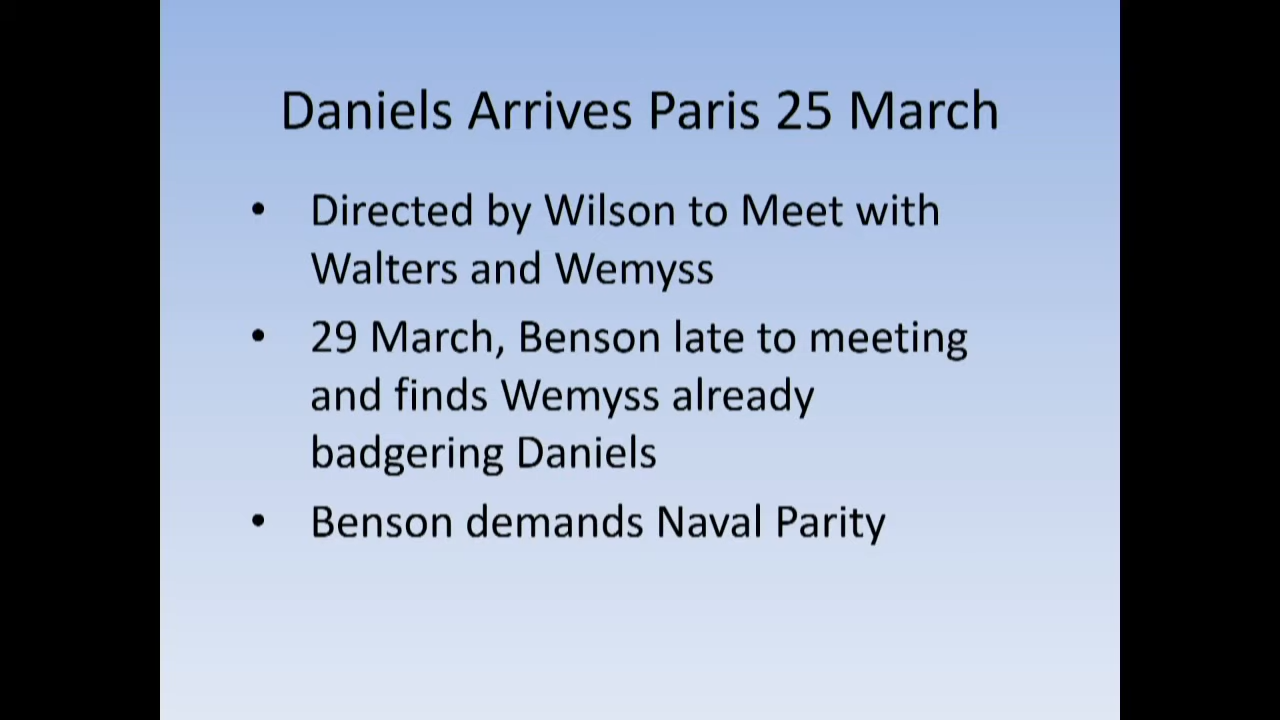 Daniels Arrives Paris 25 March
• Directed by Wilson to Meet with
Walters and Wemyss
• 29 March, Benson late to meeting
and finds Wemyss already
badgering Daniels
• Benson demands Naval Parity